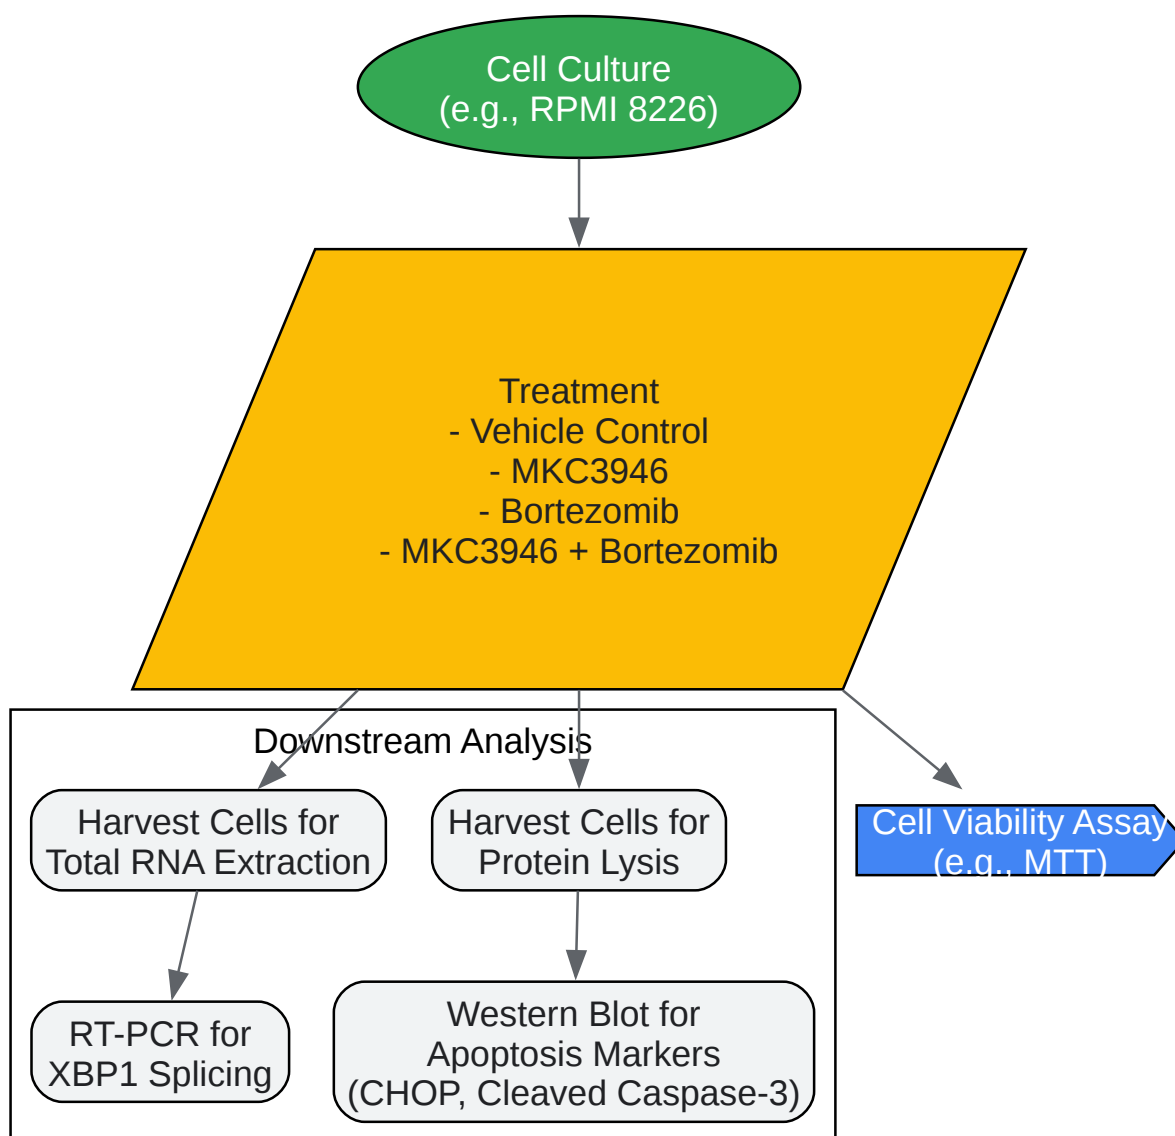 Cell Culture
(e.g., RPMI 8226)
Treatment
- Vehicle Control
- MKC3946
- Bortezomib
- MKC3946 + Bortezomib
Downstream Analysis
Harvest Cells for
Total RNA Extraction
Harvest Cells for
Protein Lysis
Cell Viability Assay
(e.g., MTT)
RT-PCR for
XBP1 Splicing
Western Blot for
Apoptosis Markers
(CHOP, Cleaved Caspase-3)